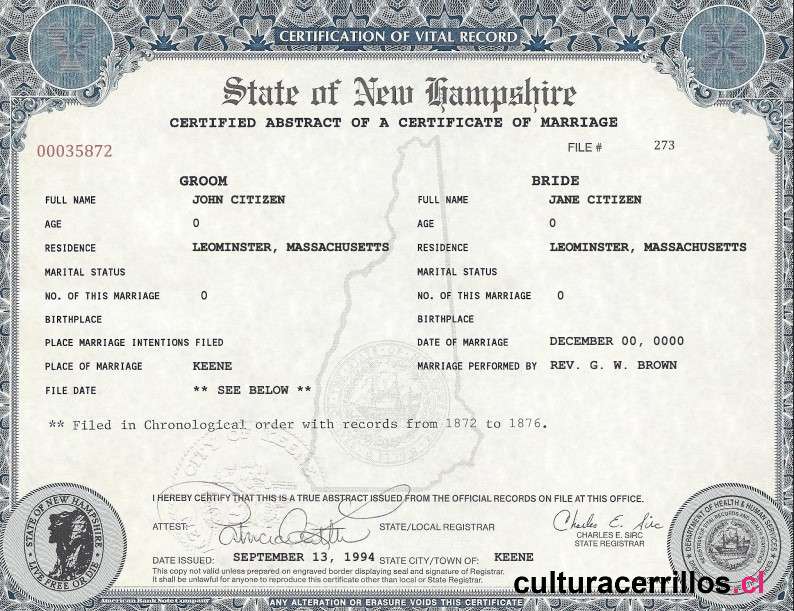 CERTIFICATION OF VITAL RECORD
State of New Hampshire
CERTIFIED ABSTRACT OF A CERTIFICATE OF MARRIAGE
00035872 FILE # 273
GROOM BRIDE
FULL NAME JOHN CITIZEN FULL NAME JANE CITIZEN
AGE 0 AGE 0
RESIDENCE LEOMINSTER, MASSACHUSETTS RESIDENCE LEOMINSTER, MASSACHUSETTS
MARITAL STATUS MARITAL STATUS
NO. OF THIS MARRIAGE 0 NO. OF THIS MARRIAGE 0
BIRTHPLACE BIRTHPLACE
PLACE MARRIAGE INTENTIONS FILED DATE OF MARRIAGE DECEMBER 00, 0000
PLACE OF MARRIAGE KEENE MARRIAGE PERFORMED BY REV. G. W. BROWN
FILE DATE ** SEE BELOW **
** Filed in Chronological order with records from 1872 to 1876.
I HEREBY CERTIFY THAT THIS IS A TRUE ABSTRACT ISSUED FROM THE OFFICIAL RECORDS ON FILE AT THIS OFFICE.
ATTEST: STATE/LOCAL REGISTRAR Charles E. Sirc
CHARLES E. SIRC
STATE REGISTRAR
DATE ISSUED: SEPTEMBER 13, 1994 STATE/CITY/TOWN OF: KEENE
This copy not valid unless prepared on engraved border displaying seal and signature of Registrar.
It shall be unlawful for anyone to reproduce this certificate other than local or State Registrar.
STATE OF NEW HAMPSHIRE
LIVE FREE OR DIE
DEPARTMENT OF HEALTH & HUMAN SERVICES
culturacerrillos.cl
American Bank Note Company
ANY ALTERATION OR ERASURE VOIDS THIS CERTIFICATE